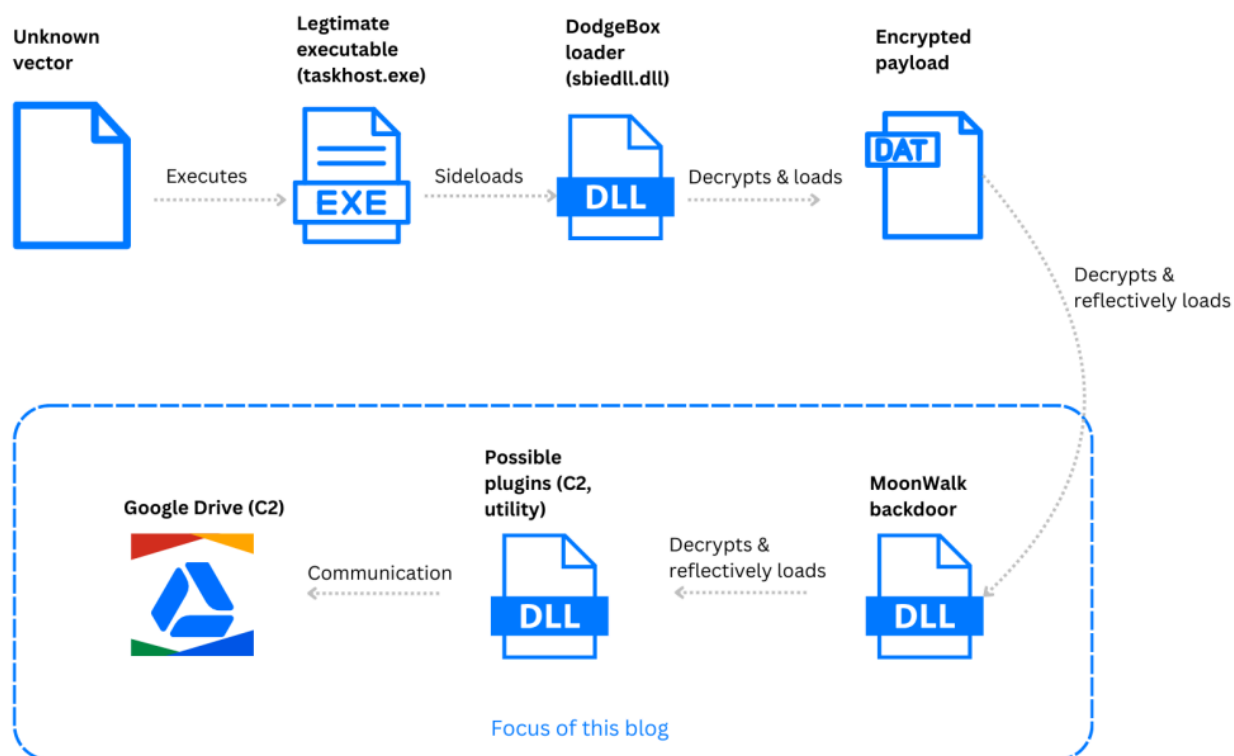 Unknown
vector
Legtimate
executable
(taskhost.exe)
DodgeBox
loader
(sbiedll.dll)
Encrypted
payload
Executes
EXE
Sideloads
DLL
Decrypts & loads
DAT
Decrypts &
reflectively loads
MoonWalk
backdoor
DLL
Decrypts &
reflectively loads
Possible
plugins (C2,
utility)
DLL
Communication
Google Drive (C2)
Focus of this blog